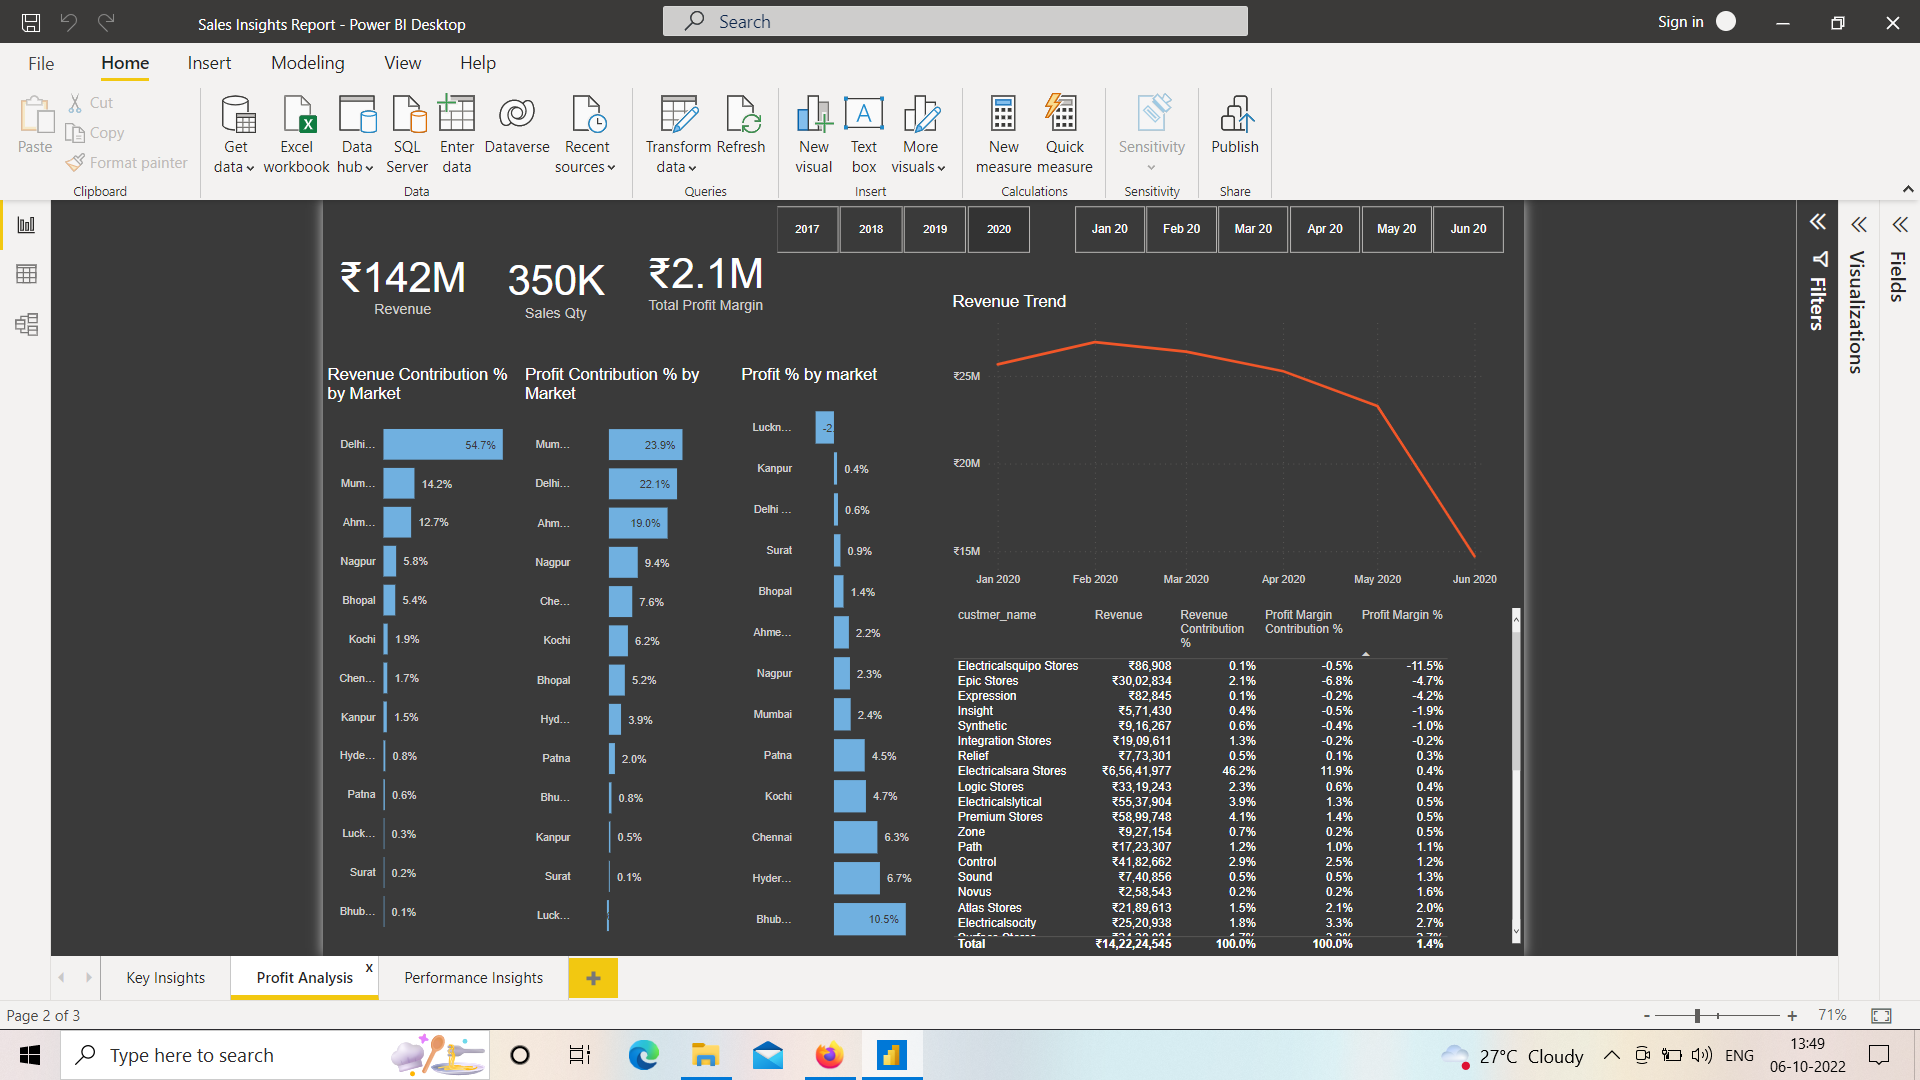 Sales Insights Report - Power BI Desktop
Search
Sign in
File Home Insert Modeling View Help
Paste
Cut
Copy
Format painter
Clipboard
Get data
Excel workbook
Data hub
SQL Server
Enter data
Dataverse
Recent sources
Data
Transform data
Refresh
Queries
New visual
Text box
More visuals
Insert
New measure
Quick measure
Calculations
Sensitivity
Sensitivity
Publish
Share
2017 2018 2019 2020
Jan 20 Feb 20 Mar 20 Apr 20 May 20 Jun 20
₹142M
Revenue
350K
Sales Qty
₹2.1M
Total Profit Margin
Revenue Contribution %
by Market
Delhi... 54.7%
Mum... 14.2%
Ahm... 12.7%
Nagpur 5.8%
Bhopal 5.4%
Kochi 1.9%
Chen... 1.7%
Kanpur 1.5%
Hyde... 0.8%
Patna 0.6%
Luck... 0.3%
Surat 0.2%
Bhub... 0.1%
Profit Contribution % by
Market
Mum... 23.9%
Delhi... 22.1%
Ahm... 19.0%
Nagpur 9.4%
Che... 7.6%
Kochi 6.2%
Bhopal 5.2%
Hyd... 3.9%
Patna 2.0%
Bhu... 0.8%
Kanpur 0.5%
Surat 0.1%
Luck...
Profit % by market
Luckn... -2
Kanpur 0.4%
Delhi ... 0.6%
Surat 0.9%
Bhopal 1.4%
Ahme... 2.2%
Nagpur 2.3%
Mumbai 2.4%
Patna 4.5%
Kochi 4.7%
Chennai 6.3%
Hyder... 6.7%
Bhub... 10.5%
Revenue Trend
₹25M
₹20M
₹15M
Jan 2020 Feb 2020 Mar 2020 Apr 2020 May 2020 Jun 2020
custmer_name Revenue Revenue Contribution % Profit Margin Contribution % Profit Margin %
Electricalsquipo Stores ₹86,908 0.1% -0.5% -11.5%
Epic Stores ₹30,02,834 2.1% -6.8% -4.7%
Expression ₹82,845 0.1% -0.2% -4.2%
Insight ₹5,71,430 0.4% -0.5% -1.9%
Synthetic ₹9,16,267 0.6% -0.4% -1.0%
Integration Stores ₹19,09,611 1.3% -0.2% -0.2%
Relief ₹7,73,301 0.5% 0.1% 0.3%
Electricalsara Stores ₹6,56,41,977 46.2% 11.9% 0.4%
Logic Stores ₹33,19,243 2.3% 0.6% 0.4%
Electricalslytical ₹55,37,904 3.9% 1.3% 0.5%
Premium Stores ₹58,99,748 4.1% 1.4% 0.5%
Zone ₹9,27,154 0.7% 0.2% 0.5%
Path ₹17,23,307 1.2% 1.0% 1.1%
Control ₹41,82,662 2.9% 2.5% 1.2%
Sound ₹7,40,856 0.5% 0.5% 1.3%
Novus ₹2,58,543 0.2% 0.2% 1.6%
Atlas Stores ₹21,89,613 1.5% 2.1% 2.0%
Electricalsocity ₹25,20,938 1.8% 3.3% 2.7%
Total ₹14,22,24,545 100.0% 100.0% 1.4%
Filters
Visualizations
Fields
Key Insights
Profit Analysis x
Performance Insights
Page 2 of 3
71%
Type here to search
27°C Cloudy
ENG
13:49
06-10-2022